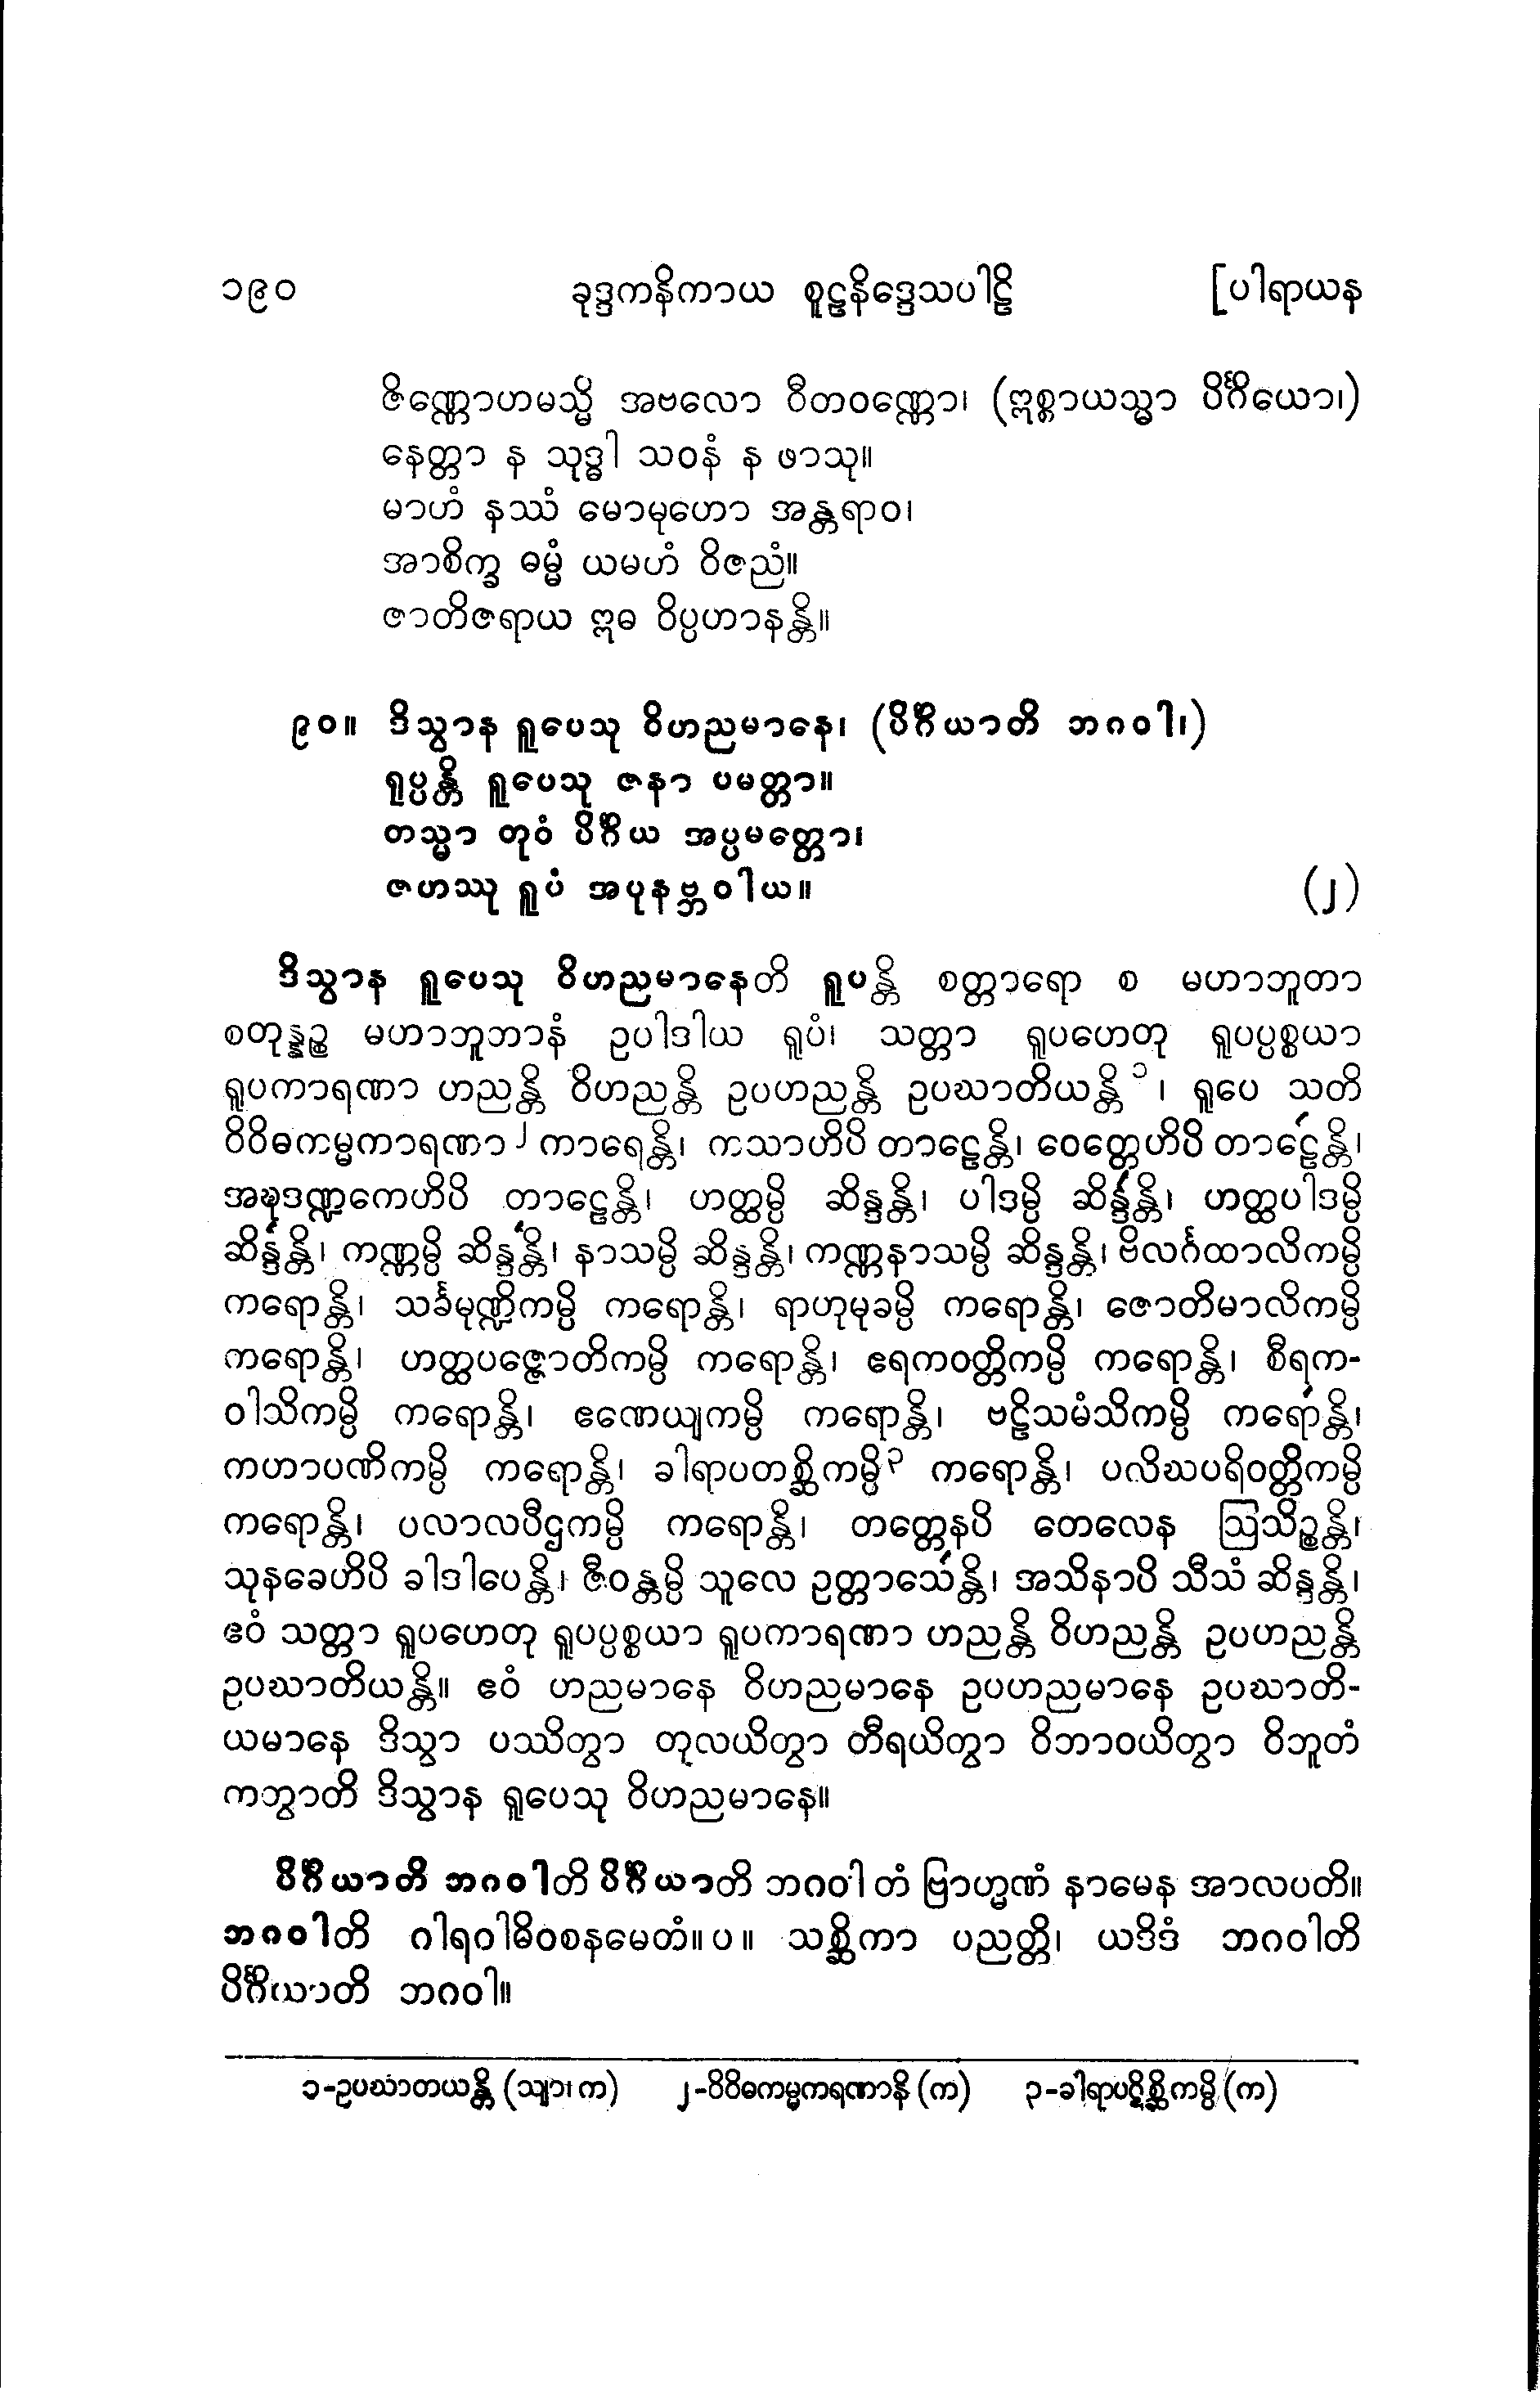 ၁၉၀ ခုဒ္ဒကနိကာယ စူဠနိဒ္ဒေသပါဠိ [ပါရာယန
ဇိဏ္ဏောဟမသ္မိ အဗလော ဝီတဝဏ္ဏော၊ (ဣစ္စာယသ္မာ ပိင်္ဂိယော၊)
နေတ္တာ န သုဒ္ဓါ သဝနံ န ဖာသု။
မာဟံ နဿံ မောမုဟော အန္တရာဝ၊
အာစိက္ခ ဓမ္မံ ယမဟံ ဝိဇညံ။
ဇာတိဇရာယ ဣဓ ဝိပ္ပဟာနန္တိ။
၉၀။ ဒိသွာန ရူပေသု ဝိဟညမာနေ၊ (ပိင်္ဂိယာတိ ဘဂဝါ၊)
ရုပ္ပန္တိ ရူပေသု ဇနာ ပမတ္တာ။
တသ္မာ တုဝံ ပိင်္ဂိယ အပ္ပမတ္တော၊
ဇဟဿု ရူပံ အပုနဗ္ဘဝါယ။ (၂)
ဒိသွာန ရူပေသု ဝိဟညမာနေတိ ရူပန္တိ စတ္တာရော စ မဟာဘူတာ
စတုန္နဉ္စ မဟာဘူဘာနံ ဥပါဒါယ ရူပံ၊ သတ္တာ ရူပဟေတု ရူပပ္ပစ္စယာ
ရူပကာရဏာ ဟညန္တိ ဝိဟညန္တိ ဥပဟညန္တိ ဥပဃာတိယန္တိ ၁၊ ရူပေ သတိ
ဝိဝိဓကမ္မကာရဏာ ၂ ကာရေန္တိ၊ ကသာဟိပိ တာဠေန္တိ၊ ဝေတ္တေဟိပိ တာဠေန္တိ၊
အဍ္ဎဒဏ္ဍကေဟိပိ တာဠေန္တိ၊ ဟတ္ထမ္ပိ ဆိန္ဒန္တိ၊ ပါဒမ္ပိ ဆိန္ဒန္တိ၊ ဟတ္ထပါဒမ္ပိ
ဆိန္ဒန္တိ၊ ကဏ္ဏမ္ပိ ဆိန္ဒန္တိ၊ နာသမ္ပိ ဆိန္ဒန္တိ၊ ကဏ္ဏနာသမ္ပိ ဆိန္ဒန္တိ၊ ဗိလင်္ဂထာလိကမ္ပိ
ကရောန္တိ၊ သင်္ခမုဏ္ဍိကမ္ပိ ကရောန္တိ၊ ရာဟုမုခမ္ပိ ကရောန္တိ၊ ဇောတိမာလိကမ္ပိ
ကရောန္တိ၊ ဟတ္ထပဇ္ဇောတိကမ္ပိ ကရောန္တိ၊ ဧရကဝတ္တိကမ္ပိ ကရောန္တိ၊ စီရက-
ဝါသိကမ္ပိ ကရောန္တိ၊ ဧဏေယျကမ္ပိ ကရောန္တိ၊ ဗဠိသမံသိကမ္ပိ ကရောန္တိ၊
ကဟာပဏိကမ္ပိ ကရောန္တိ၊ ခါရာပတစ္ဆိကမ္ပိ ၃ ကရောန္တိ၊ ပလိဃပရိဝတ္တိကမ္ပိ
ကရောန္တိ၊ ပလာလပီဌကမ္ပိ ကရောန္တိ၊ တတ္တေနပိ တေလေန ဩသိဉ္စန္တိ၊
သုနခေဟိပိ ခါဒါပေန္တိ၊ ဇီဝန္တမ္ပိ သူလေ ဥတ္တာသေန္တိ၊ အသိနာပိ သီသံ ဆိန္ဒန္တိ၊
ဧဝံ သတ္တာ ရူပဟေတု ရူပပ္ပစ္စယာ ရူပကာရဏာ ဟညန္တိ ဝိဟညန္တိ ဥပဟညန္တိ
ဥပဃာတိယန္တိ။ ဧဝံ ဟညမာနေ ဝိဟညမာနေ ဥပဟညမာနေ ဥပဃာတိ-
ယမာနေ ဒိသွာ ပဿိတွာ တုလယိတွာ တီရယိတွာ ဝိဘာဝယိတွာ ဝိဘူတံ
ကတွာတိ ဒိသွာန ရူပေသု ဝိဟညမာနေ။
ပိင်္ဂိယာတိ ဘဂဝါတိ ပိင်္ဂိယာတိ ဘဂဝါ တံ ဗြာဟ္မဏံ နာမေန အာလပတိ။
ဘဂဝါတိ ဂါရဝါဓိဝစနမေတံ။ ပ။ သစ္ဆိကာ ပညတ္တိ၊ ယဒိဒံ ဘဂဝါတိ
ပိင်္ဂိယာတိ ဘဂဝါ။
၁-ဥပဃာတယန္တိ (သျာ၊ က) ၂-ဝိဝိဓကမ္မကရဏာနိ (က) ၃-ခါရာပဋိစ္ဆိကမ္ပိ (က)